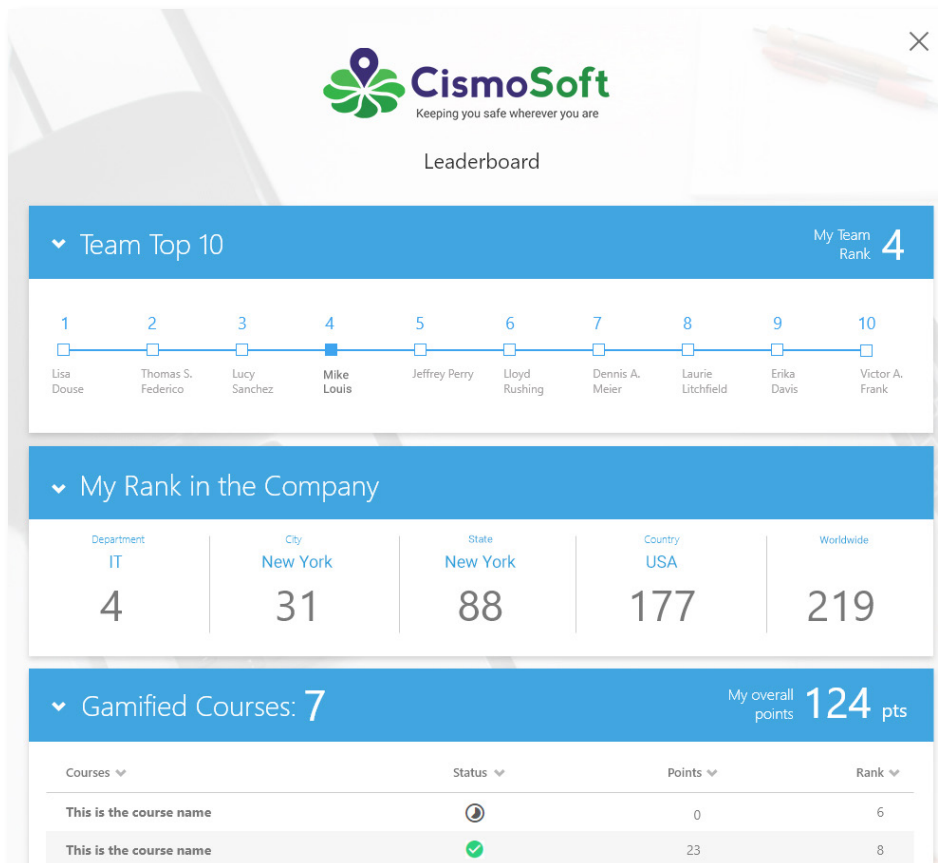 CismoSoft
Keeping you safe wherever you are
Leaderboard
Team Top 10
My Team
Rank
4
1 2 3 4 5 6 7 8 9 10
Lisa Thomas S. Lucy Mike Jeffrey Perry Lloyd Dennis A. Laurie Erika Victor A.
Douse Federico Sanchez Louis Rushing Meier Litchfield Davis Frank
My Rank in the Company
Department City State Country Worldwide
IT New York New York USA
4 31 88 177 219
Gamified Courses: 7
My overall
points
124 pts
Courses Status Points Rank
This is the course name 0 6
This is the course name 23 8